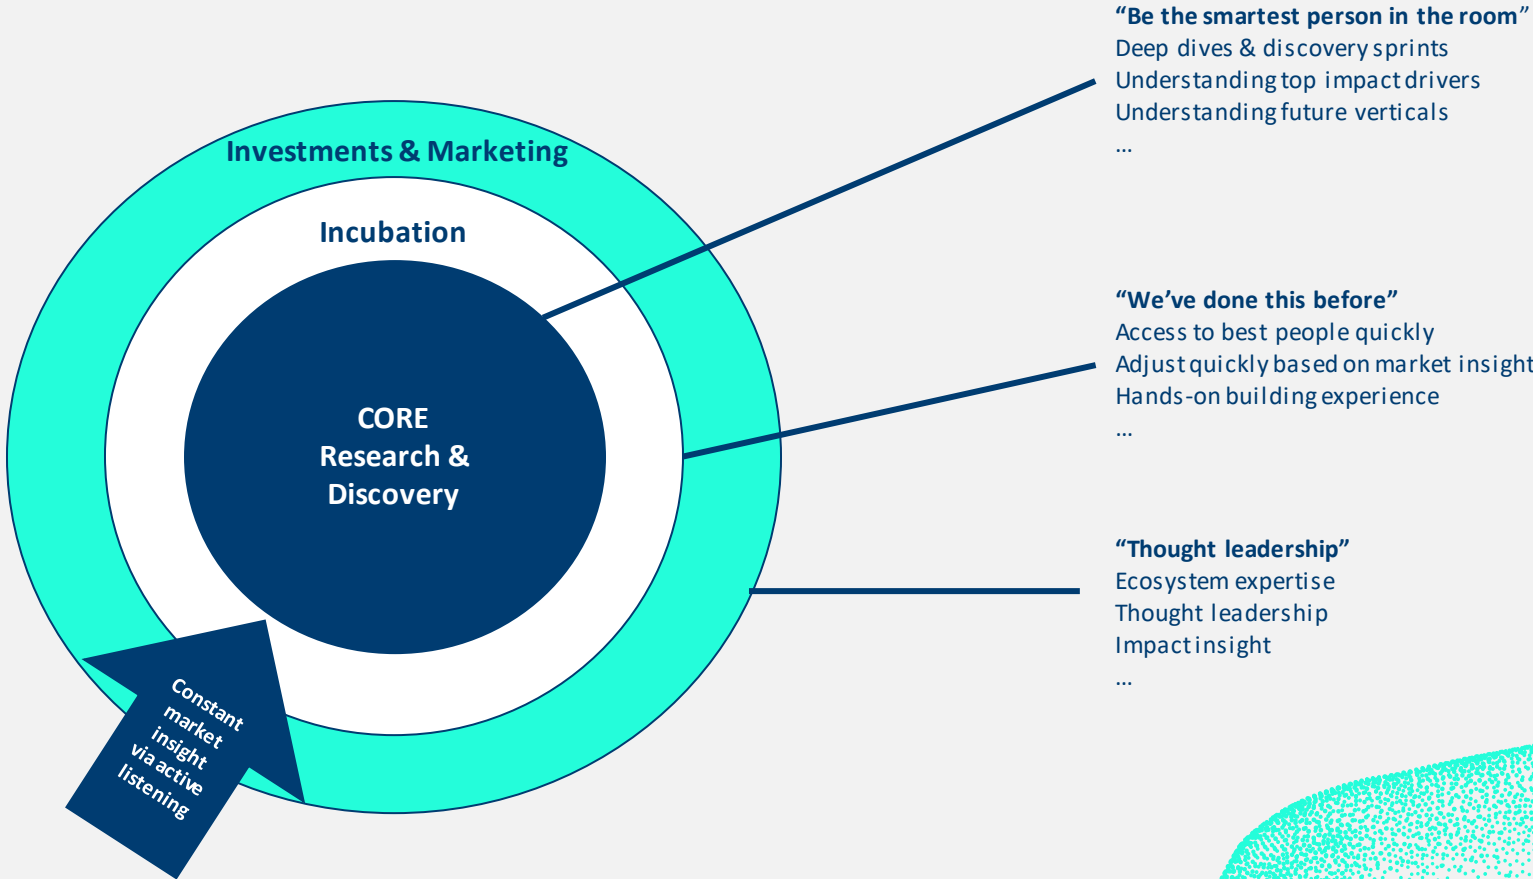 Investments & Marketing
Incubation
CORE
Research &
Discovery
Constant
market
insight
via active
listening
“Be the smartest person in the room”
Deep dives & discovery sprints
Understanding top impact drivers
Understanding future verticals
...
“We’ve done this before”
Access to best people quickly
Adjust quickly based on market insight
Hands-on building experience
...
“Thought leadership”
Ecosystem expertise
Thought leadership
Impact insight
...